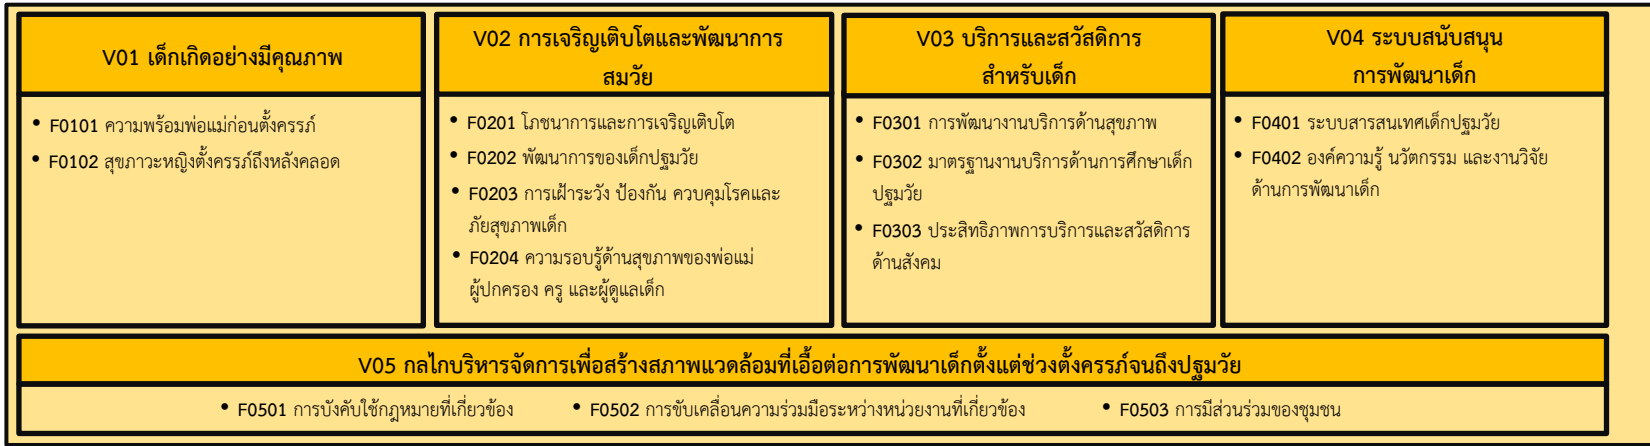 V01 เด็กเกิดอย่างมีคุณภาพ
• F0101 ความพร้อมพ่อแม่ก่อนตั้งครรภ์
• F0102 สุขภาวะหญิงตั้งครรภ์ถึงหลังคลอด
V02 การเจริญเติบโตและพัฒนาการ
สมวัย
• F0201 โภชนาการและการเจริญเติบโต
• F0202 พัฒนาการของเด็กปฐมวัย
• F0203 การเฝ้าระวัง ป้องกัน ควบคุมโรคและ
ภัยสุขภาพเด็ก
• F0204 ความรอบรู้ด้านสุขภาพของพ่อแม่
ผู้ปกครอง ครู และผู้ดูแลเด็ก
V03 บริการและสวัสดิการ
สำหรับเด็ก
• F0301 การพัฒนางานบริการด้านสุขภาพ
• F0302 มาตรฐานงานบริการด้านการศึกษาเด็ก
ปฐมวัย
• F0303 ประสิทธิภาพการบริการและสวัสดิการ
ด้านสังคม
V04 ระบบสนับสนุน
การพัฒนาเด็ก
• F0401 ระบบสารสนเทศเด็กปฐมวัย
• F0402 องค์ความรู้ นวัตกรรม และงานวิจัย
ด้านการพัฒนาเด็ก
V05 กลไกบริหารจัดการเพื่อสร้างสภาพแวดล้อมที่เอื้อต่อการพัฒนาเด็กตั้งแต่ช่วงตั้งครรภ์จนถึงปฐมวัย
• F0501 การบังคับใช้กฎหมายที่เกี่ยวข้อง • F0502 การขับเคลื่อนความร่วมมือระหว่างหน่วยงานที่เกี่ยวข้อง • F0503 การมีส่วนร่วมของชุมชน